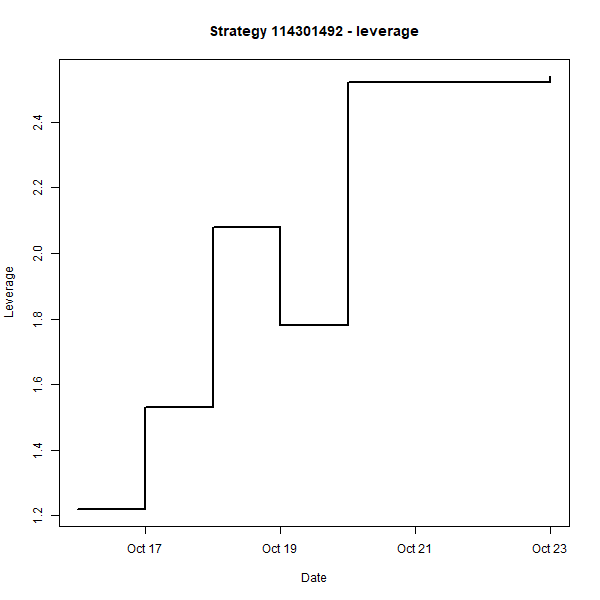 Strategy 114301492 - leverage
Leverage
2.4
2.2
2.0
1.8
1.6
1.4
1.2
Oct 17 Oct 19 Oct 21 Oct 23
Date